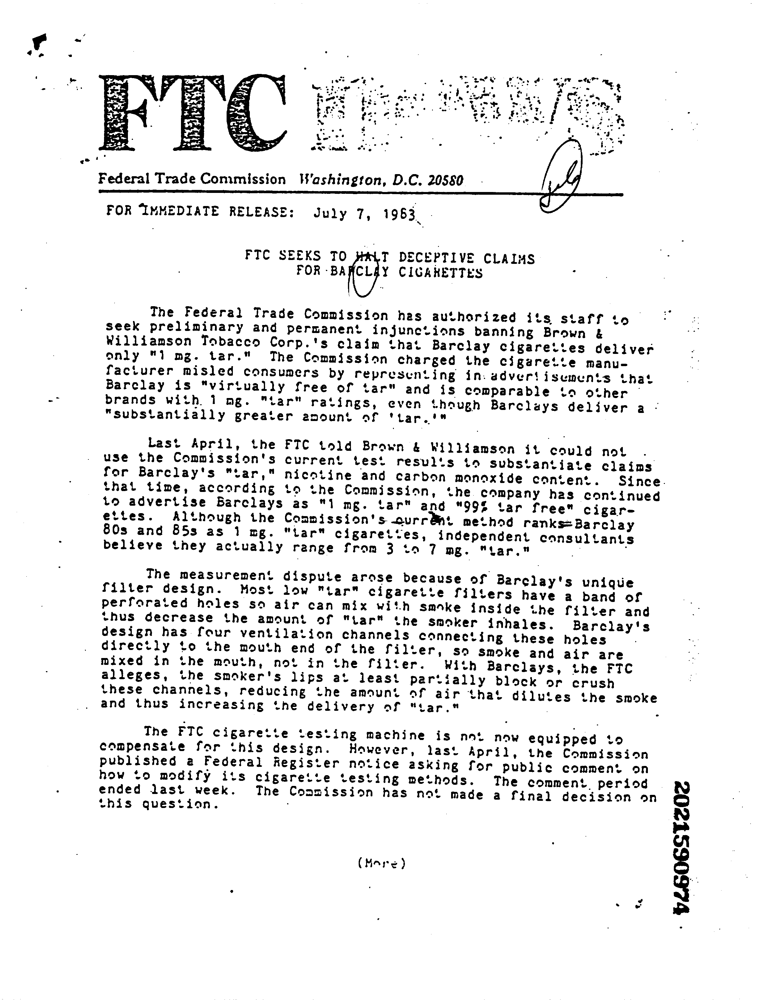 FTC NEWS
Federal Trade Commission Washington, D.C. 20580
FOR IMMEDIATE RELEASE: July 7, 1983
FTC SEEKS TO HALT DECEPTIVE CLAIMS
FOR BARCLAY CIGARETTES
The Federal Trade Commission has authorized its staff to
seek preliminary and permanent injunctions banning Brown &
Williamson Tobacco Corp.'s claim that Barclay cigarettes deliver
only "1 mg. tar." The Commission charged the cigarette manu-
facturer misled consumers by representing in advertisements that
Barclay is "virtually free of tar" and is comparable to other
brands with 1 mg. "tar" ratings, even though Barclays deliver a
"substantially greater amount of 'tar.'"
Last April, the FTC told Brown & Williamson it could not
use the Commission's current test results to substantiate claims
for Barclay's "tar," nicotine and carbon monoxide content. Since
that time, according to the Commission, the company has continued
to advertise Barclays as "1 mg. tar" and "99% tar free" cigar-
ettes. Although the Commission's current method ranks Barclay
80s and 85s as 1 mg. "tar" cigarettes, independent consultants
believe they actually range from 3 to 7 mg. "tar."
The measurement dispute arose because of Barclay's unique
filter design. Most low "tar" cigarette filters have a band of
perforated holes so air can mix with smoke inside the filter and
thus decrease the amount of "tar" the smoker inhales. Barclay's
design has four ventilation channels connecting these holes
directly to the mouth end of the filter, so smoke and air are
mixed in the mouth, not in the filter. With Barclays, the FTC
alleges, the smoker's lips at least partially block or crush
these channels, reducing the amount of air that dilutes the smoke
and thus increasing the delivery of "tar."
The FTC cigarette testing machine is not now equipped to
compensate for this design. However, last April, the Commission
published a Federal Register notice asking for public comment on
how to modify its cigarette testing methods. The comment period
ended last week. The Commission has not made a final decision on
this question.
(More)
2021590974